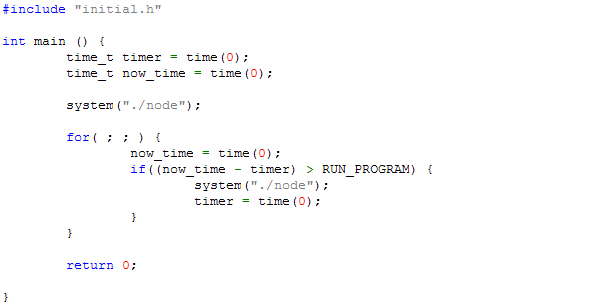 #include "initial.h"

int main () {
        time_t timer = time(0);
        time_t now_time = time(0);

        system("./node");

        for( ; ; ) {
                now_time = time(0);
                if((now_time - timer) > RUN_PROGRAM) {
                        system("./node");
                        timer = time(0);
                }
        }

        return 0;

}